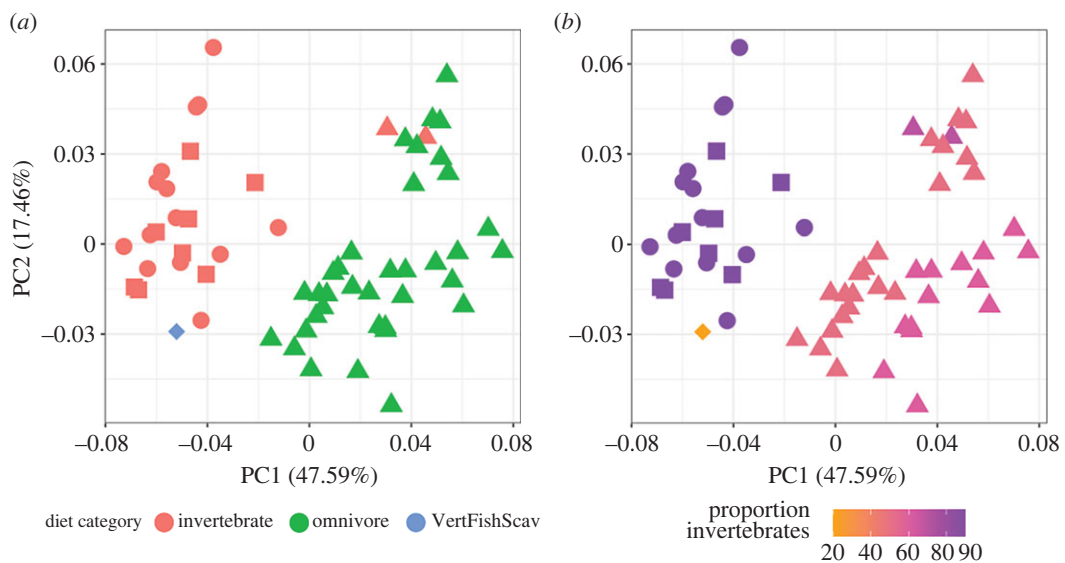 (a)
0.06
0.03
0
−0.03
PC2 (17.46%)
−0.08 −0.04 0 0.04 0.08
PC1 (47.59%)
diet category invertebrate omnivore VertFishScav
(b)
0.06
0.03
0
−0.03
−0.08 −0.04 0 0.04 0.08
PC1 (47.59%)
proportion
invertebrates
20 40 60 80 90